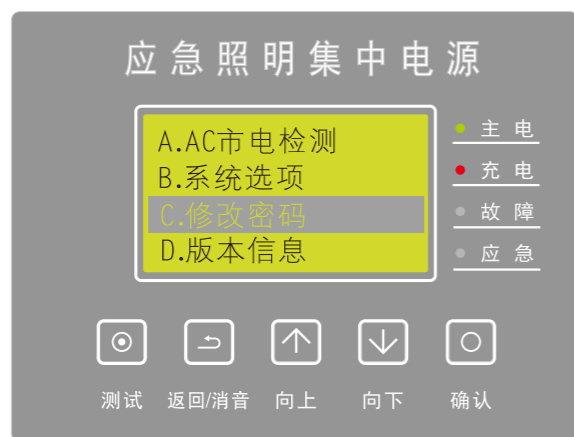 应急照明集中电源
A.AC市电检测
B.系统选项
C.修改密码
D.版本信息
主电
充电
故障
应急
测试 返回/消音 向上 向下 确认